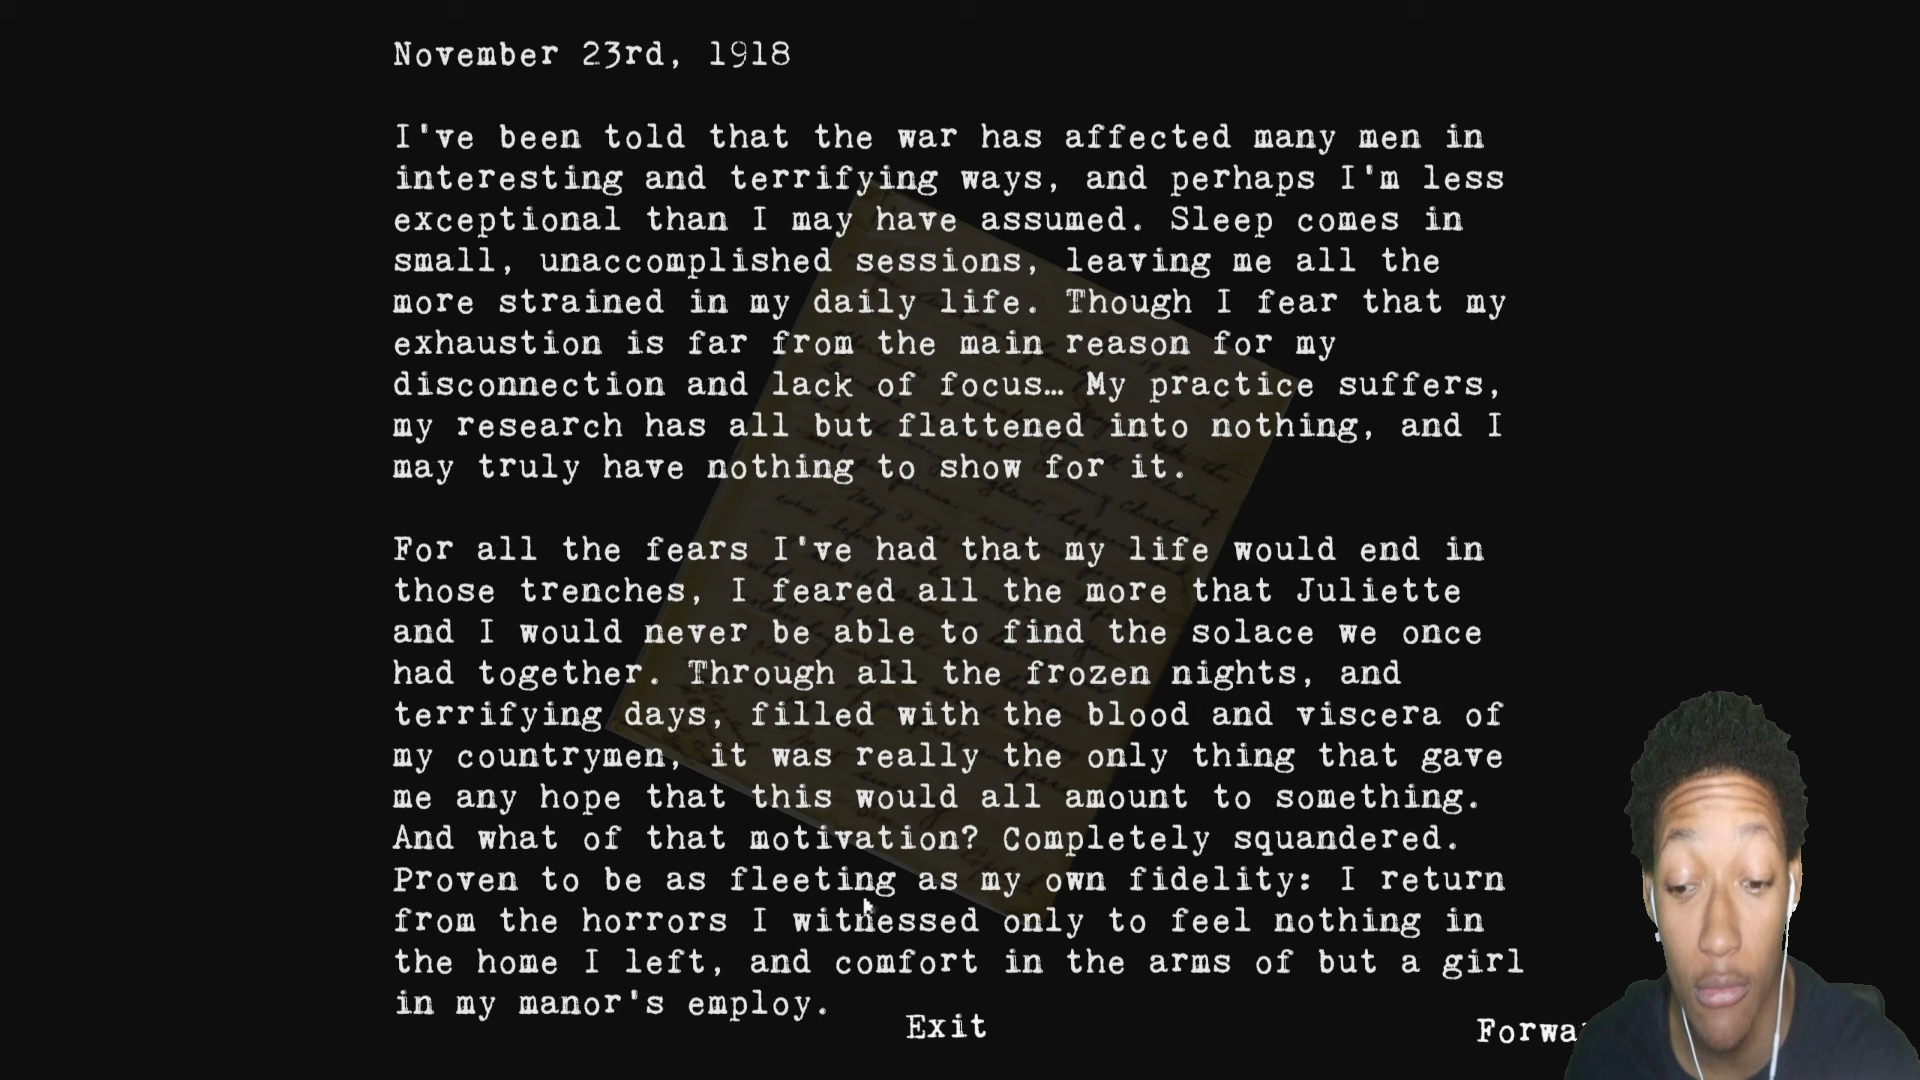 November 23rd, 1918
I've been told that the war has affected many men in
interesting and terrifying ways, and perhaps I'm less
exceptional than I may have assumed. Sleep comes in
small, unaccomplished sessions, leaving me all the
more strained in my daily life. Though I fear that my
exhaustion is far from the main reason for my
disconnection and lack of focus… My practice suffers,
my research has all but flattened into nothing, and I
may truly have nothing to show for it.
For all the fears I've had that my life would end in
those trenches, I feared all the more that Juliette
and I would never be able to find the solace we once
had together. Through all the frozen nights, and
terrifying days, filled with the blood and viscera of
my countrymen, it was really the only thing that gave
me any hope that this would all amount to something.
And what of that motivation? Completely squandered.
Proven to be as fleeting as my own fidelity: I return
from the horrors I witnessed only to feel nothing in
the home I left, and comfort in the arms of but a girl
in my manor's employ.
Exit